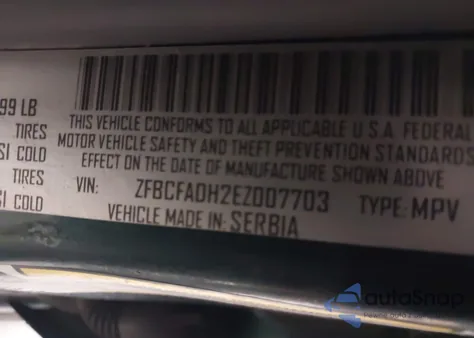 99 LB
THIS VEHICLE CONFORMS TO ALL APPLICABLE U.S.A. FEDERAL
TIRES
MOTOR VEHICLE SAFETY AND THEFT PREVENTION STANDARDS
SI COLD
EFFECT ON THE DATE OF MANUFACTURE SHOWN ABOVE
TIRES
VIN: ZFBCFADH2EZ007703 TYPE: MPV
SI COLD
VEHICLE MADE IN SERBIA
autoSnap